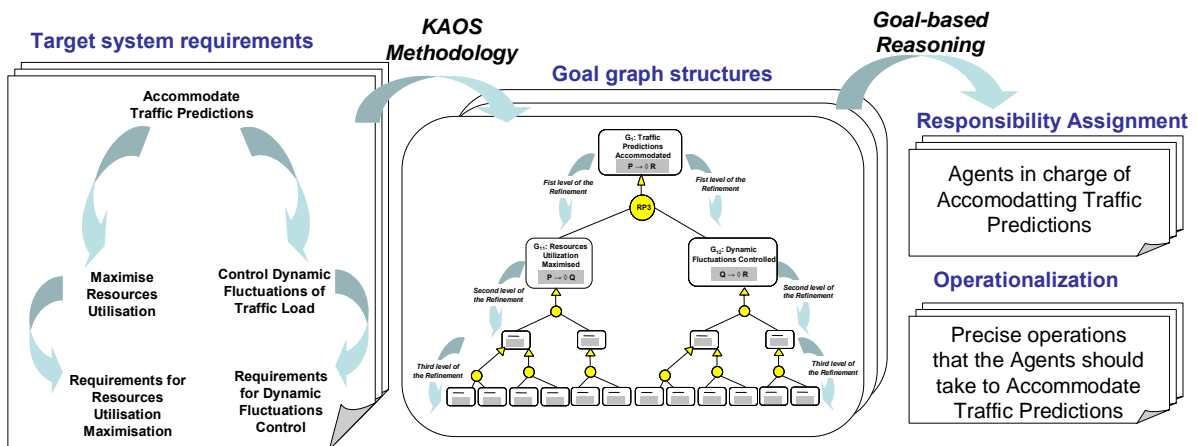 Target system requirements
Accommodate
Traffic Predictions
Maximise
Resources
Utilisation
Control Dynamic
Fluctuations of
Traffic Load
Requirements for
Resources
Utilisation
Maximisation
Requirements
for Dynamic
Fluctuations
Control
KAOS
Methodology
Goal graph structures
G1: Traffic
Predictions
Accommodated
P → ◊ R
Fist level of the
Refinement
Fist level of the
Refinement
RP3
G11: Resources
Utilization
Maximised
P → ◊ Q
G12: Dynamic
Fluctuations Controlled
Q → ◊ R
Second level of
the Refinement
Second level of
the Refinement
Third level of
the Refinement
Third level of
the Refinement
Goal-based
Reasoning
Responsibility Assignment
Agents in charge of
Accomodatting Traffic
Predictions
Operationalization
Precise operations
that the Agents should
take to Accommodate
Traffic Predictions